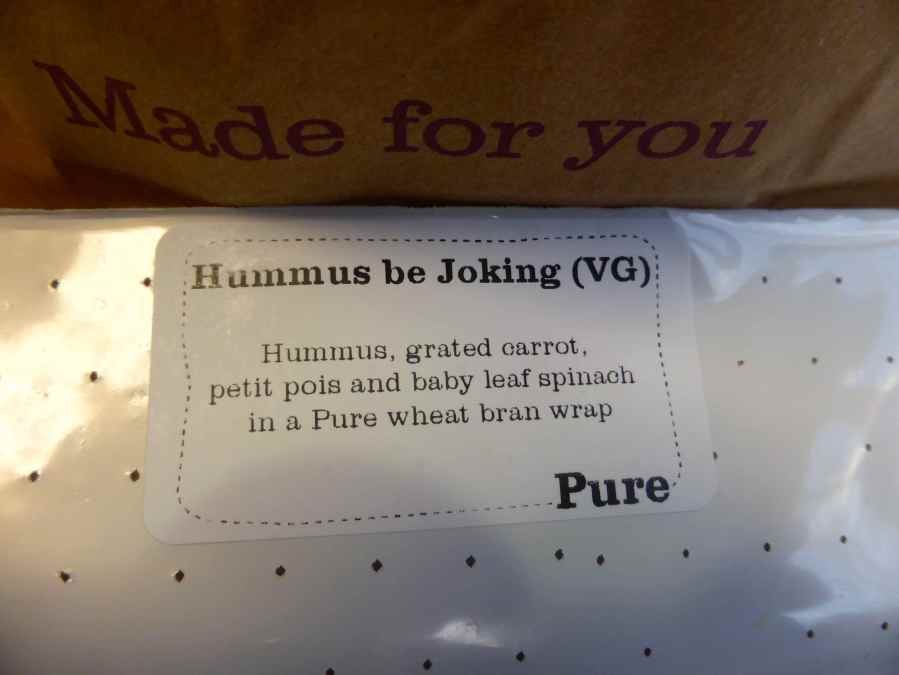 Made for you
Hummus be Joking (VG)
Hummus, grated carrot,
petit pois and baby leaf spinach
in a Pure wheat bran wrap
Pure